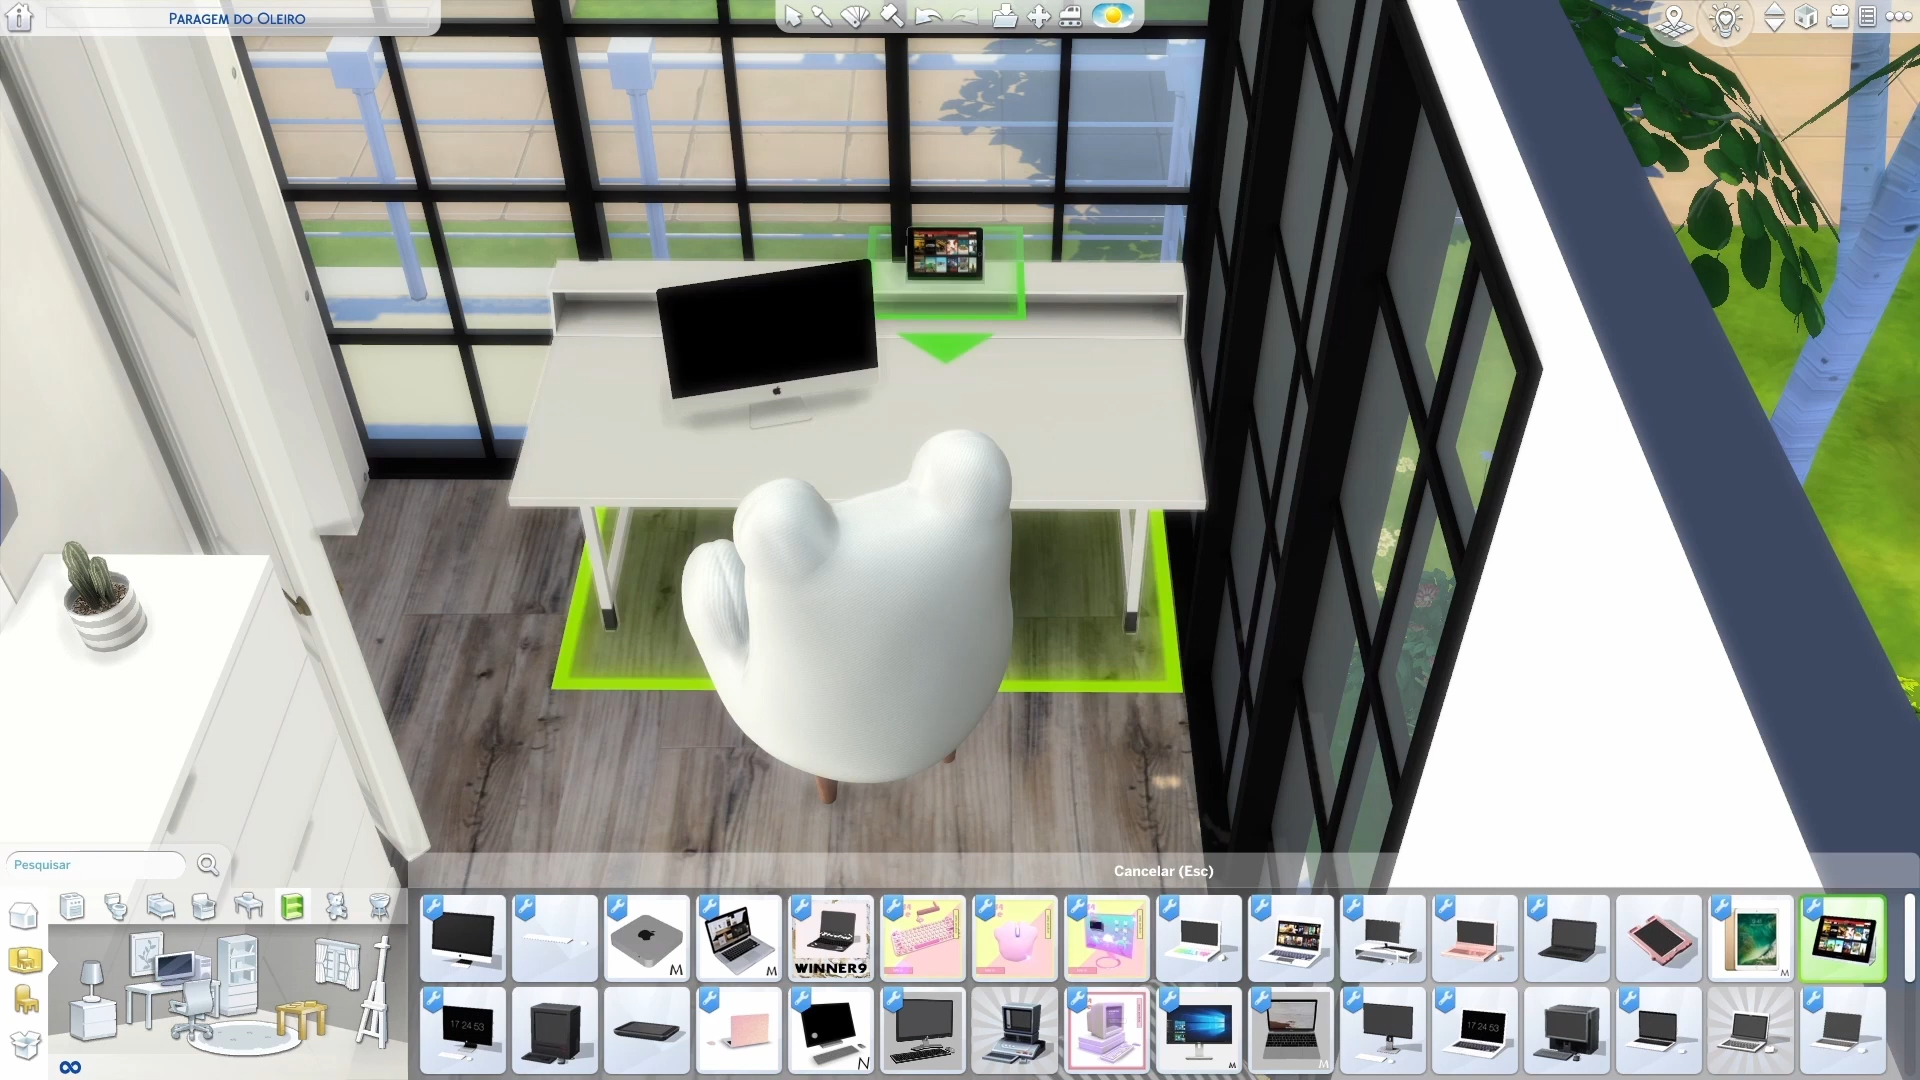 Paragem do Oleiro
Cancelar (Esc)
Pesquisar
M
M
WINNER9
M
17 24 53
N
M
M
17 24 53